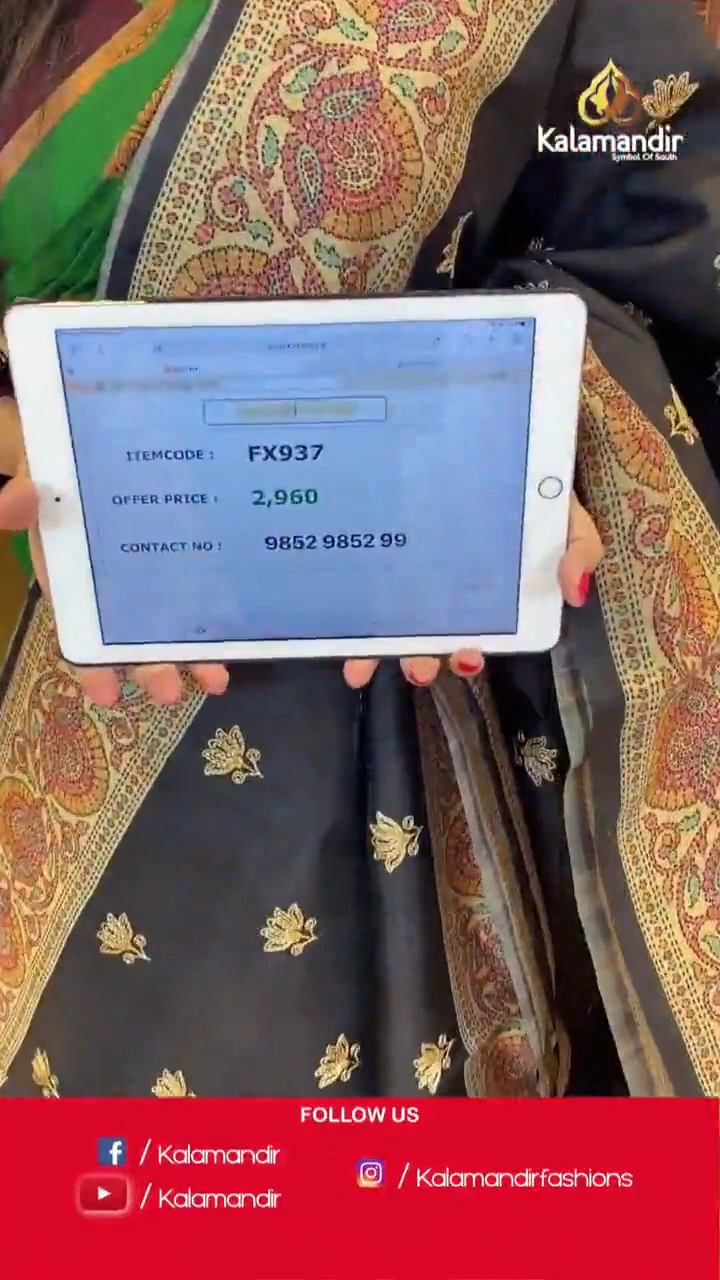 Kalamandir
Symbol Of South
ITEMCODE : FX937
OFFER PRICE : 2,960
CONTACT NO : 9852 9852 99
FOLLOW US
f / Kalamandir
/ Kalamandir
/ Kalamandirfashions